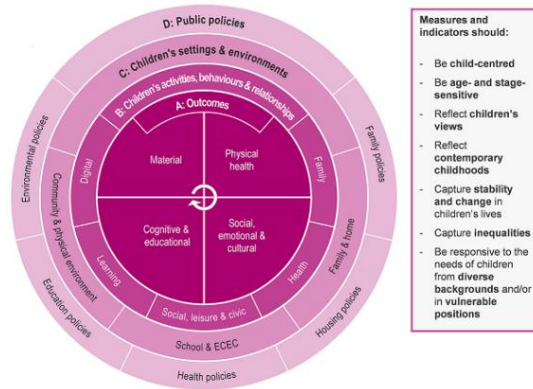 D: Public policies
C: Children's settings & environments
B: Children's activities, behaviours & relationships
A: Outcomes
Material
Physical
health
Cognitive &
educational
Social,
emotional &
cultural
Digital
Family
Learning
Health
Social, leisure & civic
Community & physical environment
Family & home
School & ECEC
Environmental policies
Family policies
Education policies
Housing policies
Health policies
Measures and
indicators should:
- Be child-centred
- Be age- and stage-
sensitive
- Reflect children's
views
- Reflect
contemporary
childhoods
- Capture stability
and change in
children's lives
- Capture inequalities
- Be responsive to the
needs of children
from diverse
backgrounds and/or
in vulnerable
positions